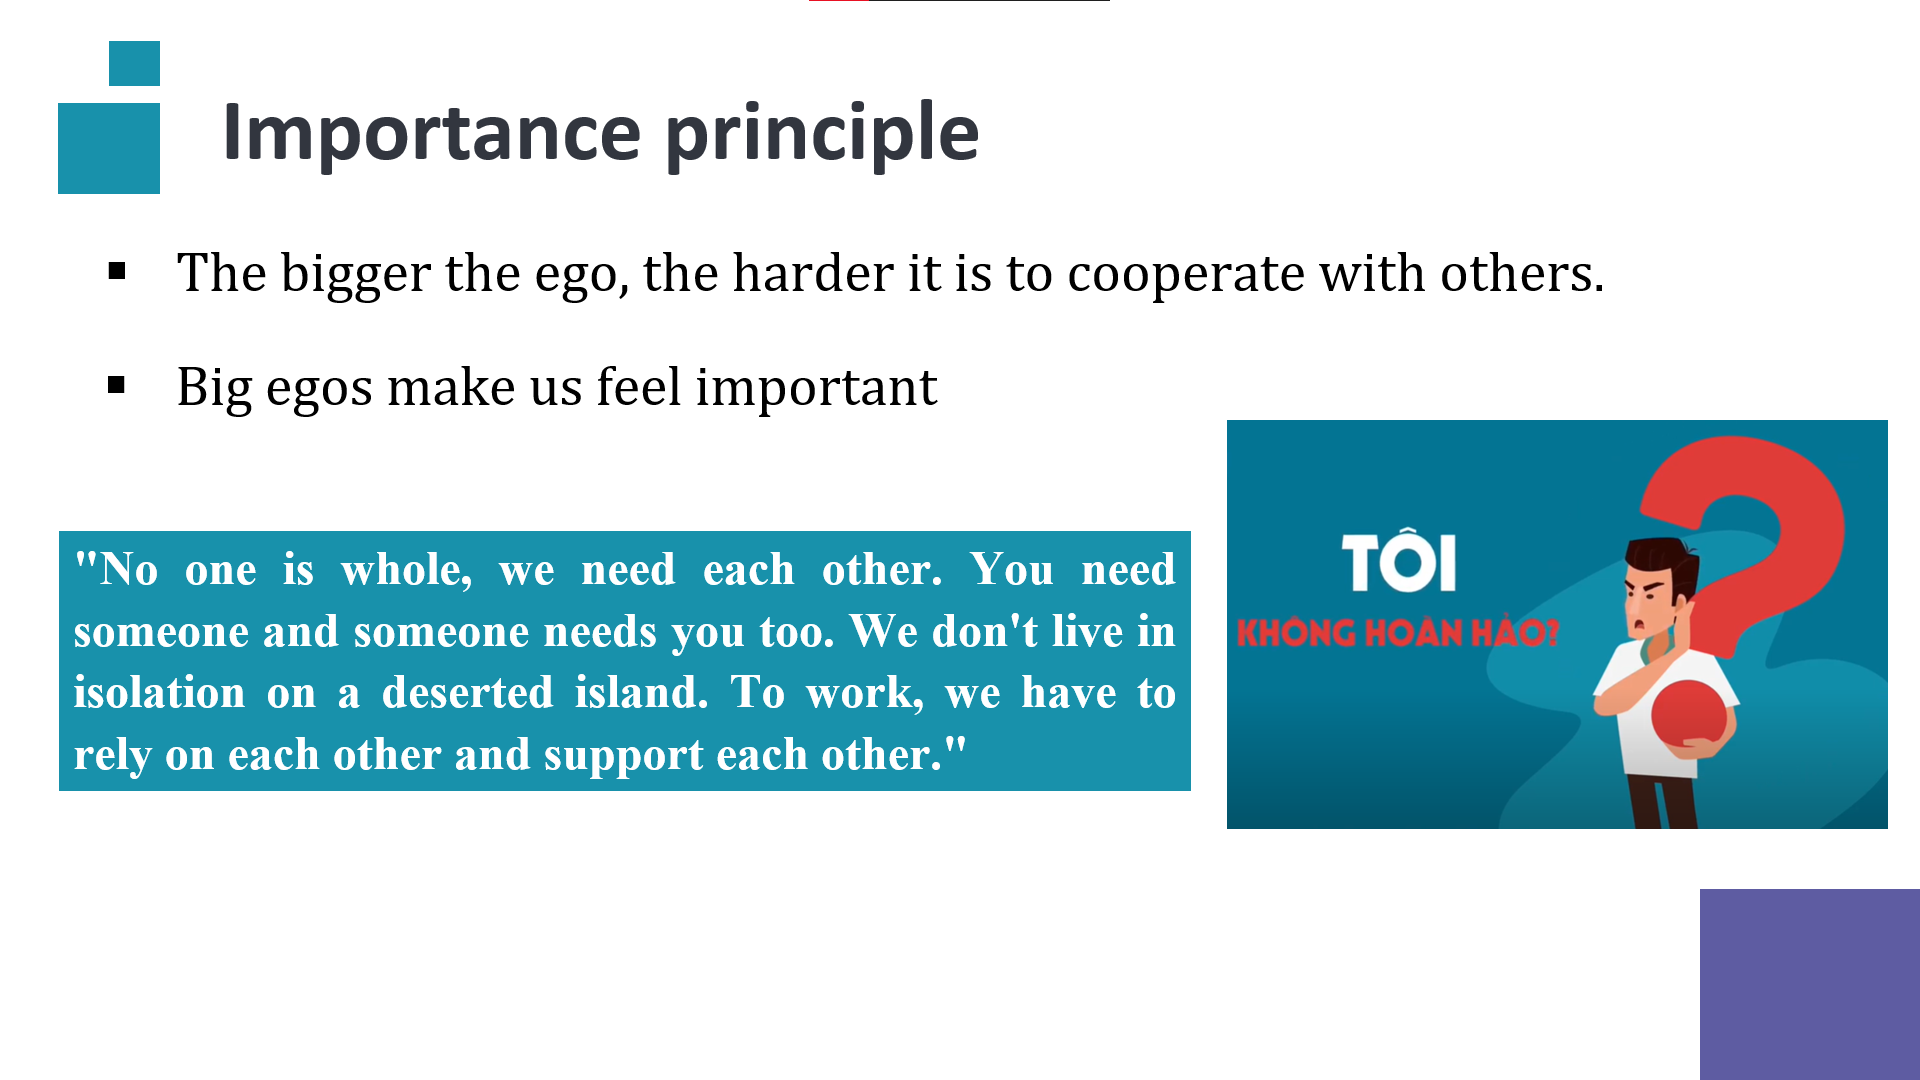 Importance principle
The bigger the ego, the harder it is to cooperate with others.
Big egos make us feel important
"No one is whole, we need each other. You need
someone and someone needs you too. We don't live in
isolation on a deserted island. To work, we have to
rely on each other and support each other."
TÔI
KHÔNG HOÀN HẢO?